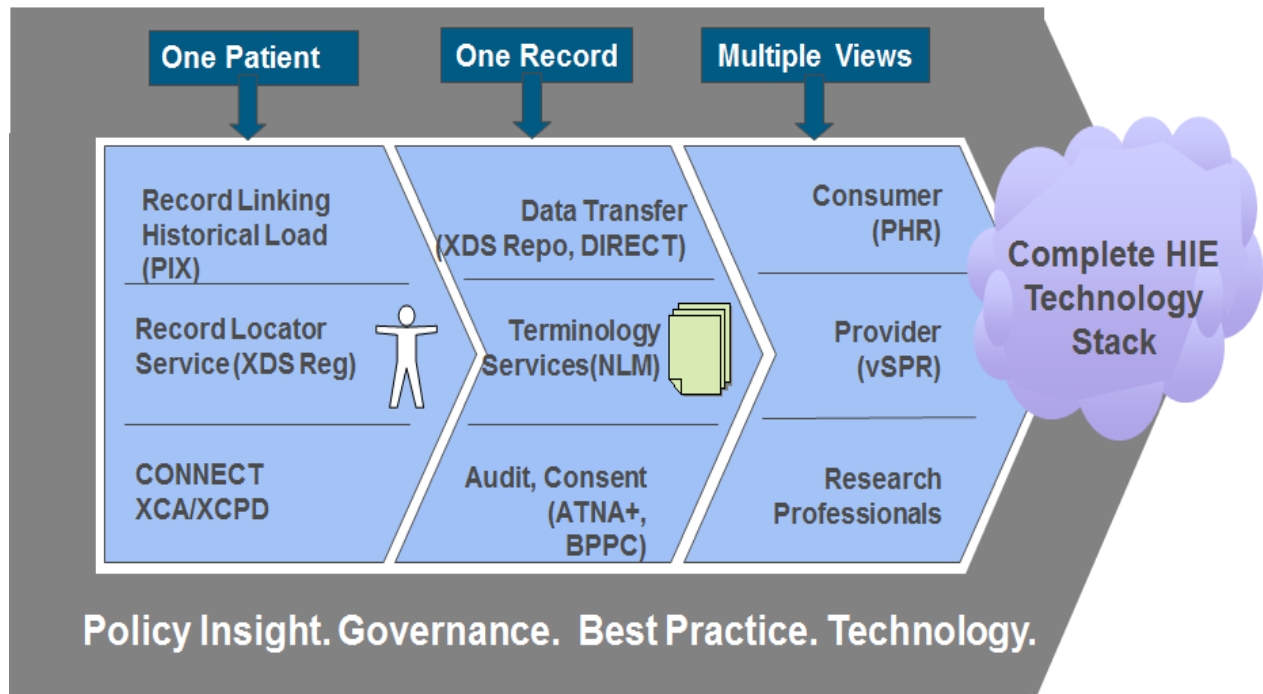 One Patient
One Record
Multiple Views
Record Linking
Historical Load
(PIX)
Record Locator
Service (XDS Reg)
CONNECT
XCA/XCPD
Data Transfer
(XDS Repo, DIRECT)
Terminology
Services(NLM)
Audit, Consent
(ATNA+,
BPPC)
Consumer
(PHR)
Provider
(vSPR)
Research
Professionals
Complete HIE
Technology
Stack
Policy Insight. Governance. Best Practice. Technology.